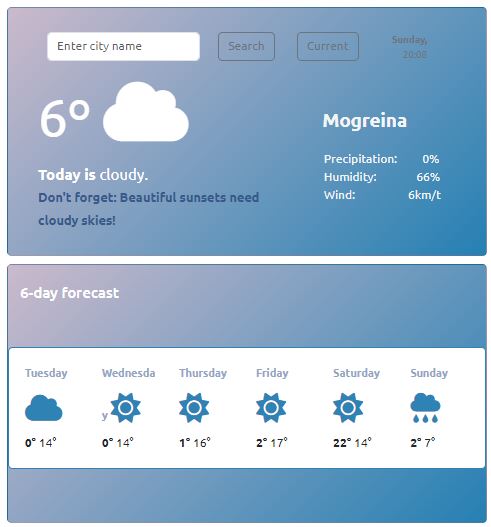 Enter city name Search Current Sunday,
20:08
6°
Mogreina
Today is cloudy.
Don't forget: Beautiful sunsets need
cloudy skies!
Precipitation: 0%
Humidity: 66%
Wind: 6km/t
6-day forecast
Tuesday Wednesda Thursday Friday Saturday Sunday
y
0° 14° 0° 14° 1° 16° 2° 17° 22° 14° 2° 7°